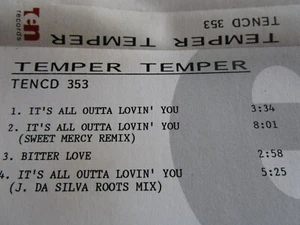 ten
records
TEMPER TEMPER TENCD 353
TEMPER TEMPER
TENCD 353
1. IT'S ALL OUTTA LOVIN' YOU 3:34
2. IT'S ALL OUTTA LOVIN' YOU 8:01
(SWEET MERCY REMIX)
3. BITTER LOVE 2:58
4. IT'S ALL OUTTA LOVIN' YOU 5:25
(J. DA SILVA ROOTS MIX)